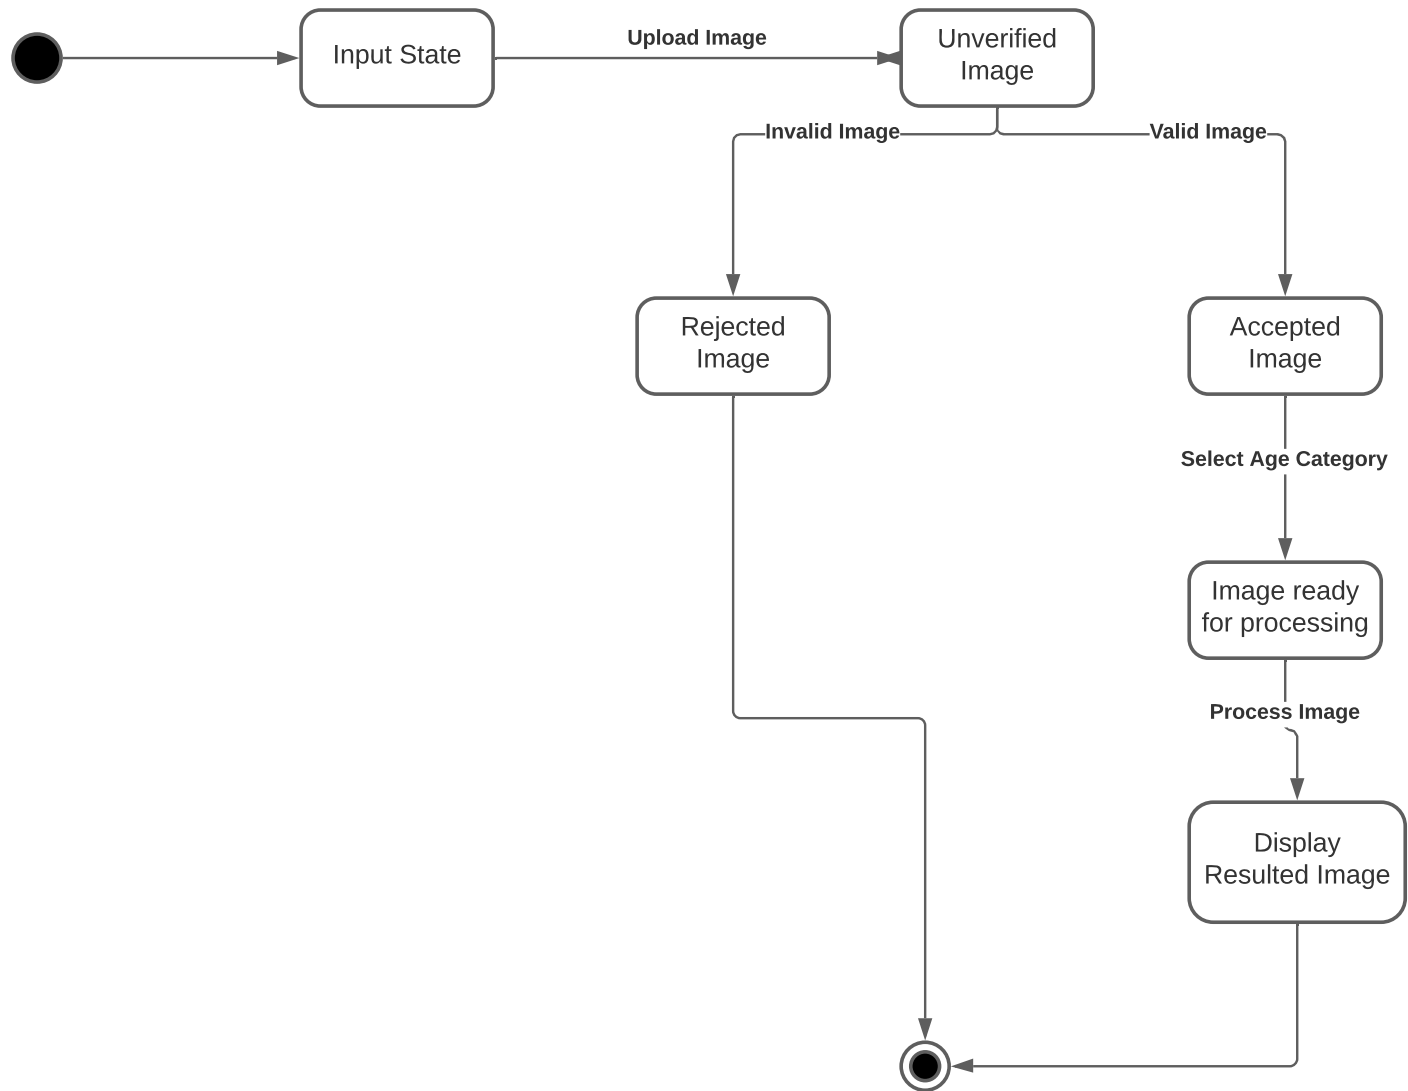 Input State
Upload Image
Unverified
Image
Invalid Image
Valid Image
Rejected
Image
Accepted
Image
Select Age Category
Image ready
for processing
Process Image
Display
Resulted Image